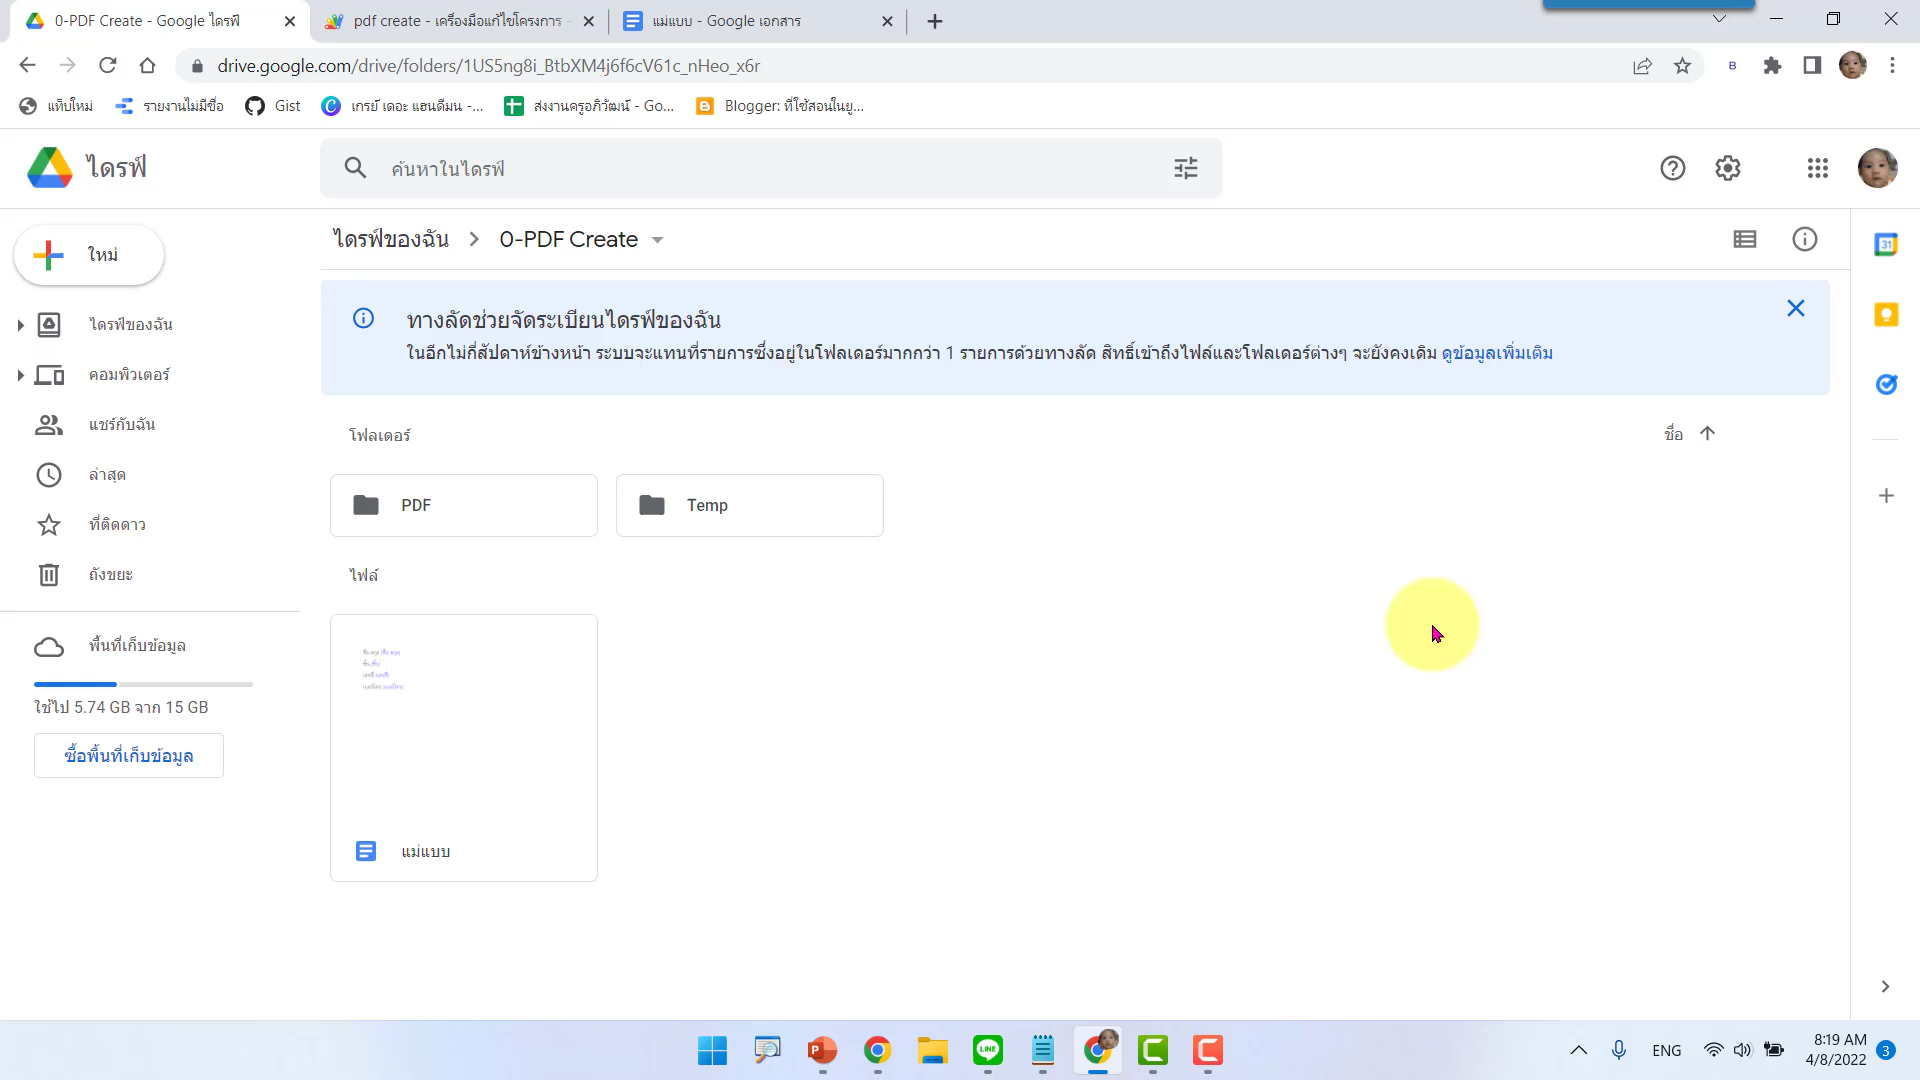 0-PDF Create - Google ไดรฟ์
pdf create - เครื่องมือแก้ไขโครงการ -
แม่แบบ - Google เอกสาร
drive.google.com/drive/folders/1US5ng8i_BtbXM4j6f6cV61c_nHeo_x6r
แท็บใหม่
รายงานไม่มีชื่อ
Gist
เกรย์ เดอะ แฮนดีมน -...
ส่งงานครูอภิวัฒน์ - Go...
Blogger: ที่ใช้สอนในยู...
ไดรฟ์
ค้นหาในไดรฟ์
ใหม่
ไดรฟ์ของฉัน
คอมพิวเตอร์
แชร์กับฉัน
ล่าสุด
ที่ติดดาว
ถังขยะ
พื้นที่เก็บข้อมูล
ใช้ไป 5.74 GB จาก 15 GB
ซื้อพื้นที่เก็บข้อมูล
ไดรฟ์ของฉัน
0-PDF Create
ทางลัดช่วยจัดระเบียนไดรฟ์ของฉัน
ในอีกไม่กี่สัปดาห์ข้างหน้า ระบบจะแทนที่รายการซึ่งอยู่ในโฟลเดอร์มากกว่า 1 รายการด้วยทางลัด สิทธิ์เข้าถึงไฟล์และโฟลเดอร์ต่างๆ จะยังคงเดิม ดูข้อมูลเพิ่มเติม
โฟลเดอร์
ชื่อ
PDF
Temp
ไฟล์
แม่แบบ
31
B
ENG
8:19 AM
4/8/2022
3